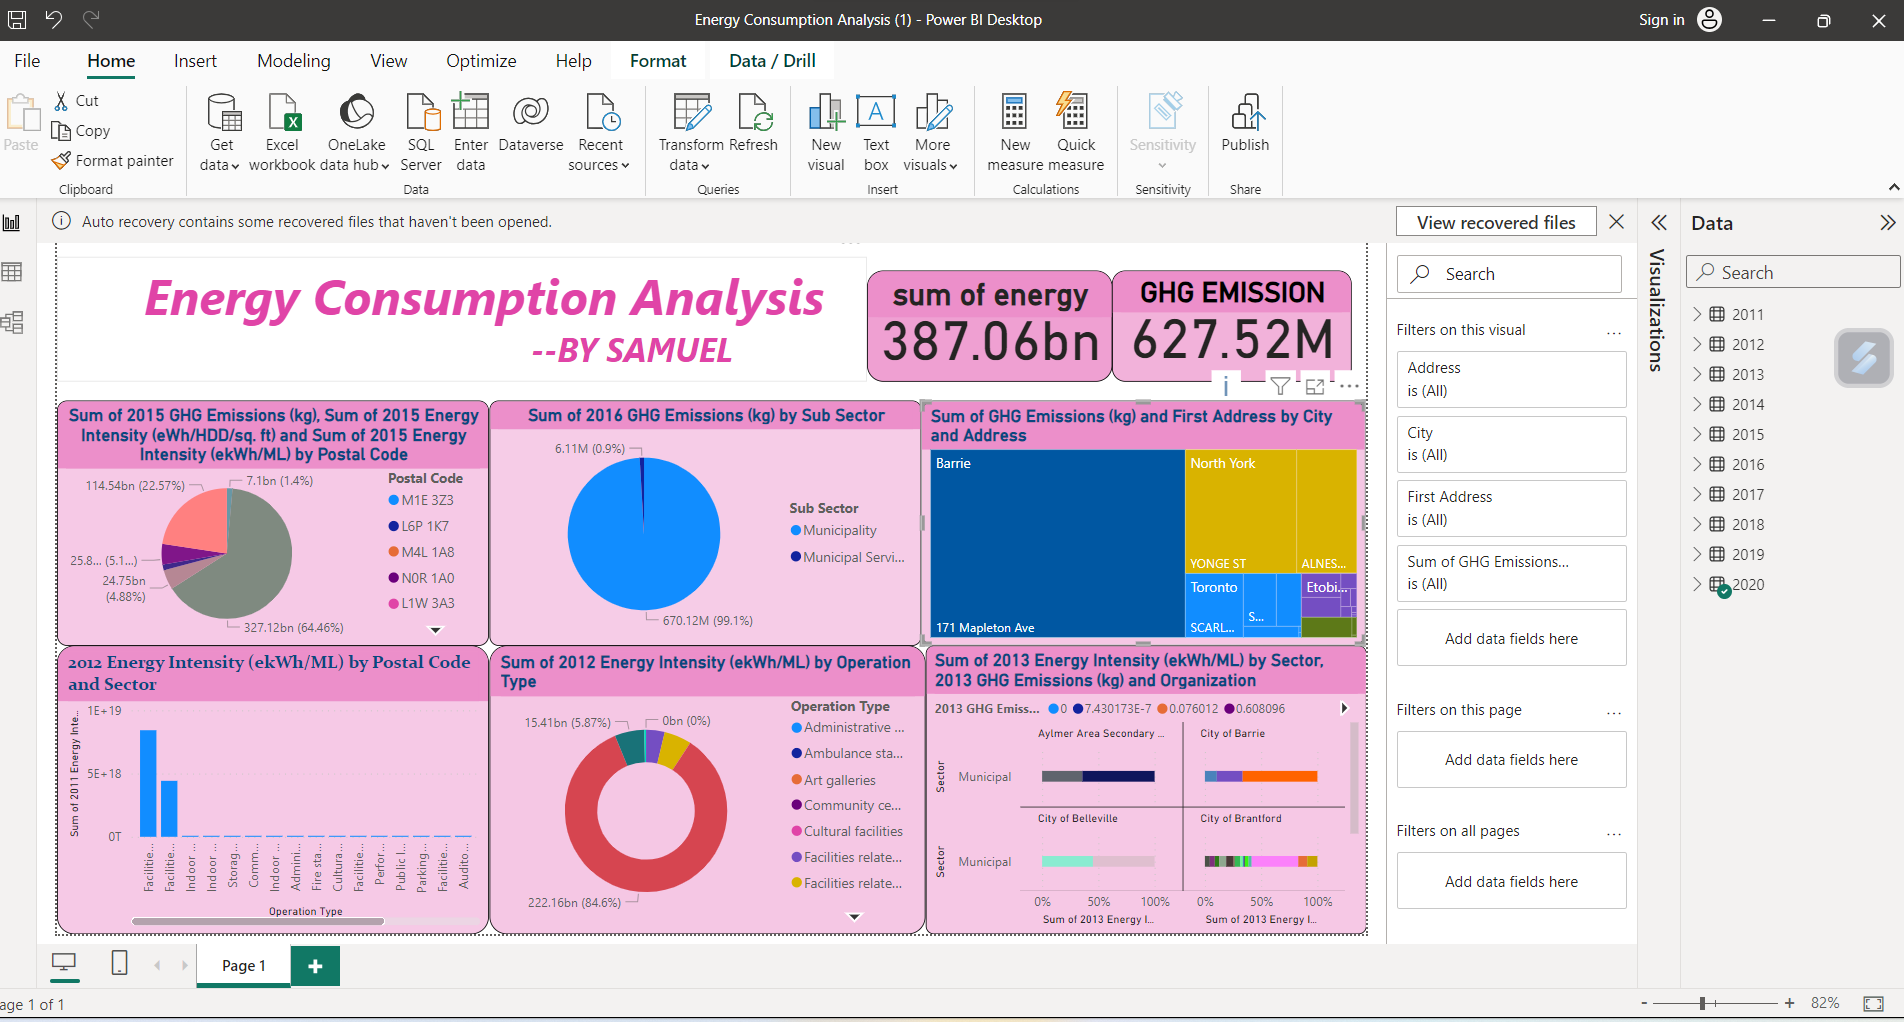 Energy Consumption Analysis (1) - Power BI Desktop
Sign in
File Home Insert Modeling View Optimize Help Format Data / Drill
Paste
Cut
Copy
Format painter
Clipboard
Get data
Excel workbook
OneLake data hub
SQL Server
Enter data
Dataverse
Recent sources
Data
Transform data
Refresh
Queries
New visual
Text box
More visuals
Insert
New measure
Quick measure
Calculations
Sensitivity
Sensitivity
Publish
Share
Auto recovery contains some recovered files that haven't been opened.
View recovered files
Energy Consumption Analysis
--BY SAMUEL
sum of energy
387.06bn
GHG EMISSION
627.52M
Sum of 2015 GHG Emissions (kg), Sum of 2015 Energy
Intensity (eWh/HDD/sq. ft) and Sum of 2015 Energy
Intensity (ekWh/ML) by Postal Code
114.54bn (22.57%)
7.1bn (1.4%)
25.8... (5.1...)
24.75bn
(4.88%)
327.12bn (64.46%)
Postal Code
M1E 3Z3
L6P 1K7
M4L 1A8
N0R 1A0
L1W 3A3
Sum of 2016 GHG Emissions (kg) by Sub Sector
6.11M (0.9%)
670.12M (99.1%)
Sub Sector
Municipality
Municipal Servi...
Sum of GHG Emissions (kg) and First Address by City
and Address
Barrie
171 Mapleton Ave
North York
YONGE ST
ALNES...
Toronto
SCARL...
S...
Etobi...
2012 Energy Intensity (ekWh/ML) by Postal Code
and Sector
Sum of 2011 Energy Inte...
1E+19
5E+18
0T
Facilitie...
Facilitie...
Indoor ...
Indoor ...
Storag...
Comm...
Indoor ...
Admini...
Fire sta...
Cultura...
Facilitie...
Perfor...
Public l...
Parking...
Facilitie...
Audito...
Operation Type
Sum of 2012 Energy Intensity (ekWh/ML) by Operation
Type
15.41bn (5.87%)
0bn (0%)
222.16bn (84.6%)
Operation Type
Administrative ...
Ambulance sta...
Art galleries
Community ce...
Cultural facilities
Facilities relate...
Facilities relate...
Sum of 2013 Energy Intensity (ekWh/ML) by Sector,
2013 GHG Emissions (kg) and Organization
2013 GHG Emiss... 0 7.430173E-7 0.076012 0.608096
Aylmer Area Secondary ...
City of Barrie
Sector
Municipal
City of Belleville
City of Brantford
Sector
Municipal
0% 50% 100% 0% 50% 100%
Sum of 2013 Energy I... Sum of 2013 Energy I...
Search
Filters on this visual ...
Address
is (All)
City
is (All)
First Address
is (All)
Sum of GHG Emissions...
is (All)
Add data fields here
Filters on this page ...
Add data fields here
Filters on all pages ...
Add data fields here
Visualizations
Data
Search
2011
2012
2013
2014
2015
2016
2017
2018
2019
2020
Page 1
age 1 of 1
- + 82%